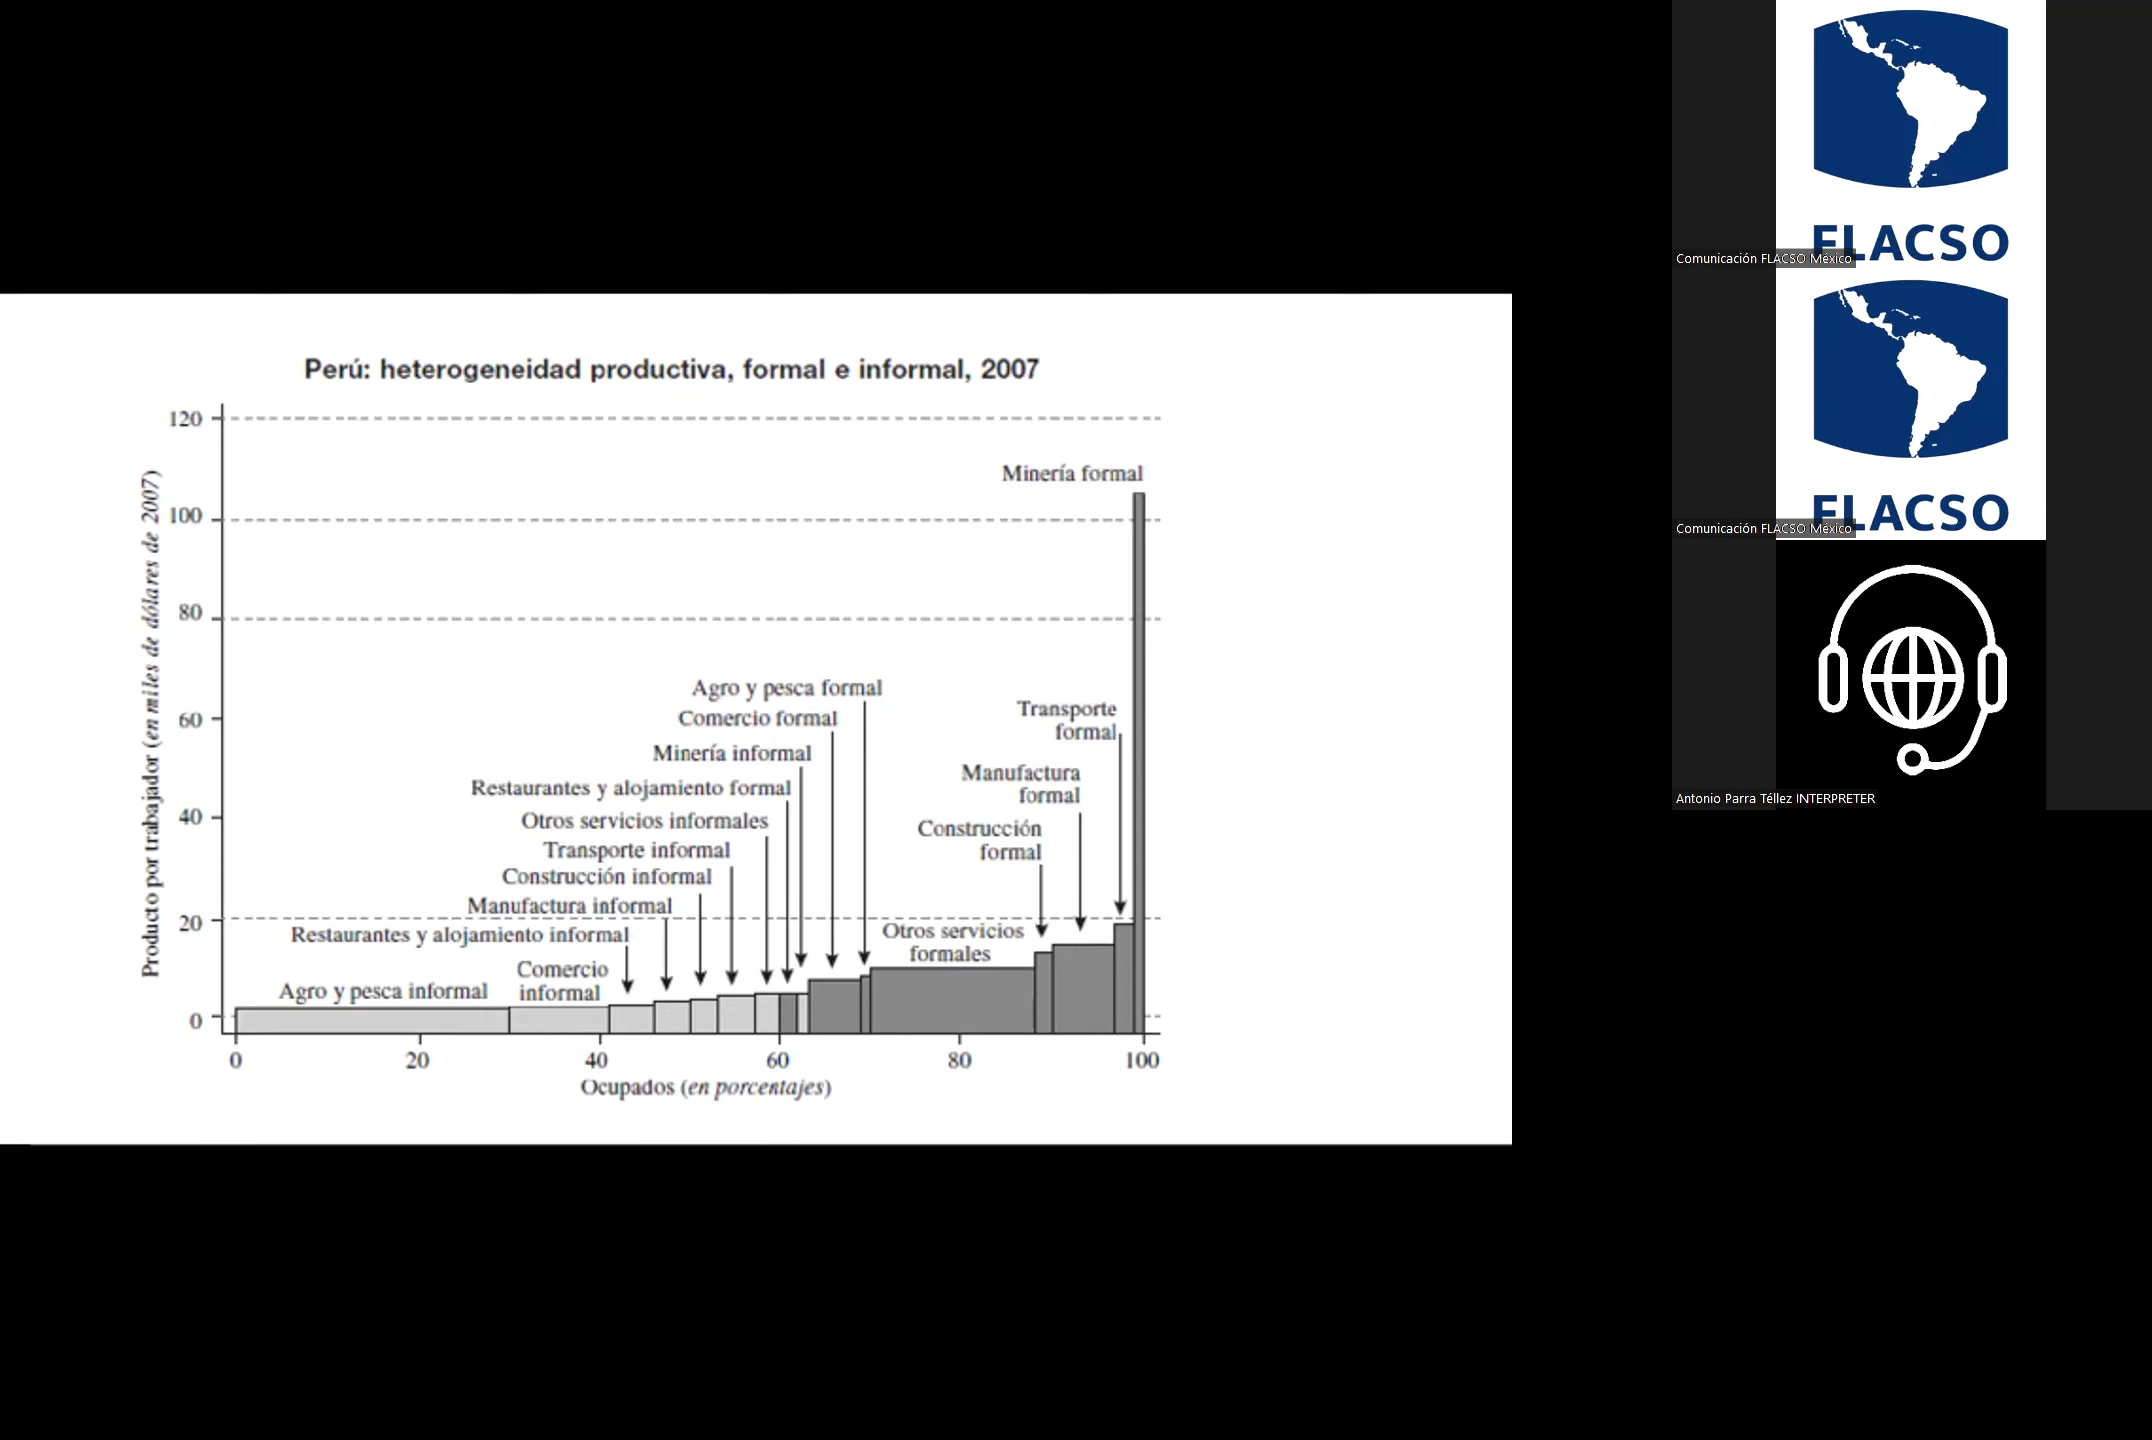 Perú: heterogeneidad productiva, formal e informal, 2007
Producto por trabajador (en miles de dólares de 2007)
120
100
80
60
40
20
0
Minería formal
Agro y pesca formal
Comercio formal
Minería informal
Restaurantes y alojamiento formal
Otros servicios informales
Transporte informal
Construcción informal
Manufactura informal
Restaurantes y alojamiento informal
Comercio
informal
Agro y pesca informal
Transporte
formal
Manufactura
formal
Construcción
formal
Otros servicios
formales
0
20
40
60
80
100
Ocupados (en porcentajes)
FLACSO
Comunicación FLACSO México
FLACSO
Comunicación FLACSO México
Antonio Parra Téllez INTERPRETER